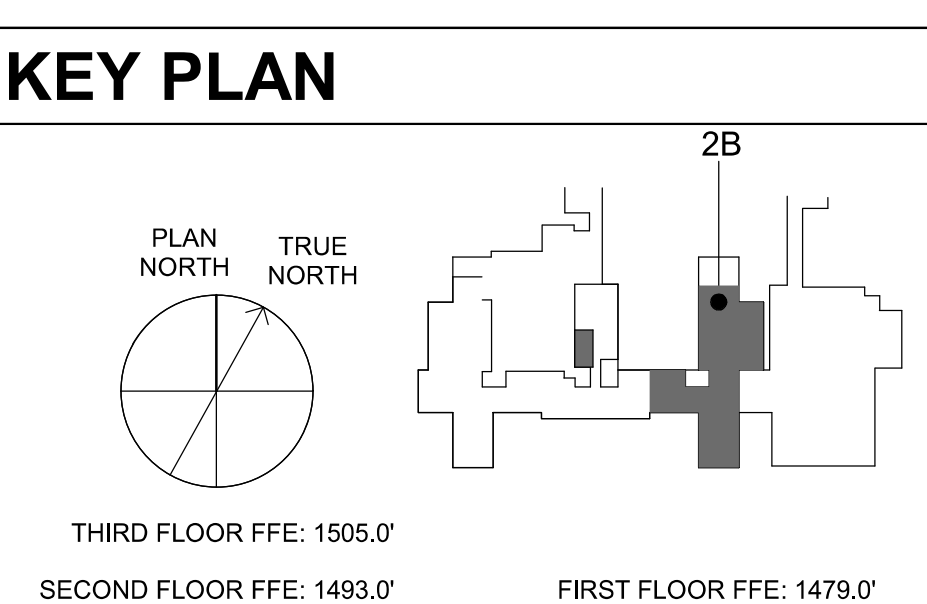 KEY PLAN
2B
PLAN
NORTH
TRUE
NORTH
THIRD FLOOR FFE: 1505.0'
SECOND FLOOR FFE: 1493.0'
FIRST FLOOR FFE: 1479.0'